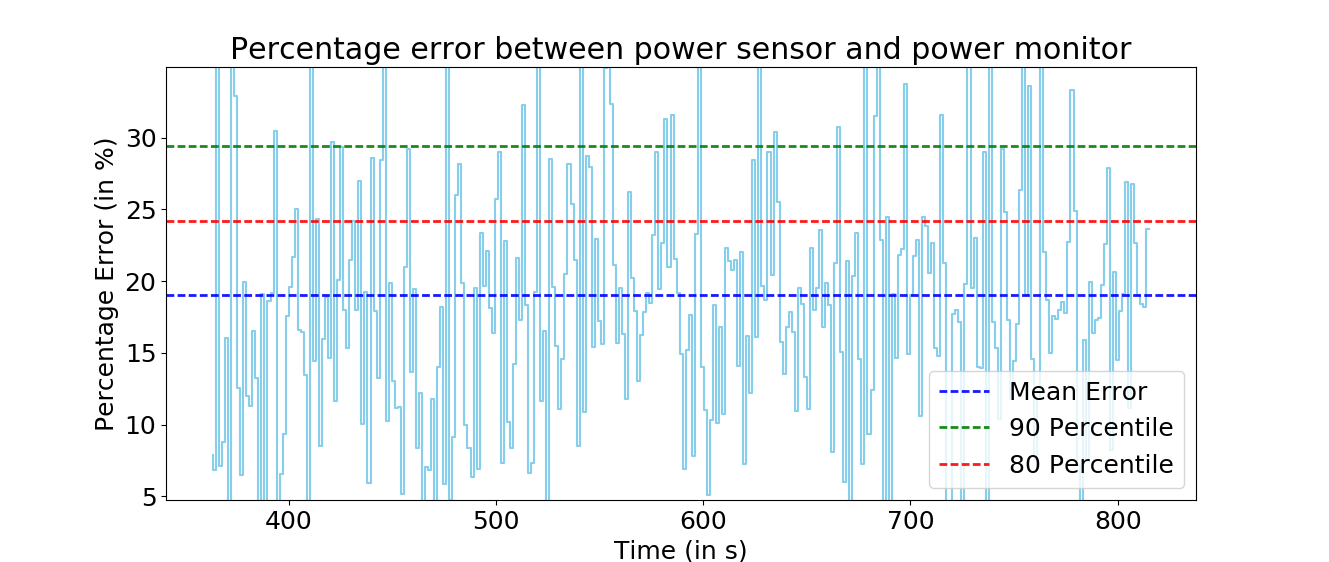 Percentage error between power sensor and power monitor
Percentage Error (in %)
30
25
20
15
10
5
400
500
600
700
800
Time (in s)
Mean Error
90 Percentile
80 Percentile